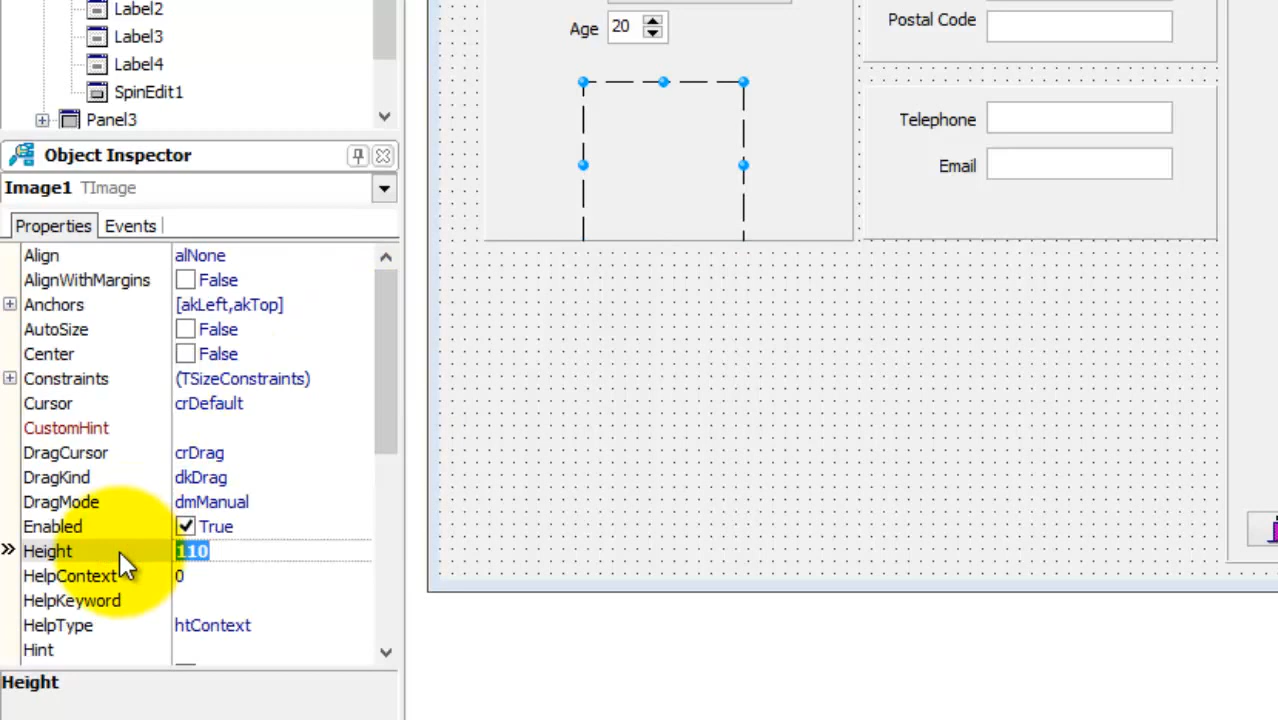 Label2
Label3
Label4
SpinEdit1
Panel3
Object Inspector
Image1 TImage
Properties Events
Align alNone
AlignWithMargins False
Anchors [akLeft,akTop]
AutoSize False
Center False
Constraints (TSizeConstraints)
Cursor crDefault
CustomHint
DragCursor crDrag
DragKind dkDrag
DragMode dmManual
Enabled True
Height 110
HelpContext 0
HelpKeyword
HelpType htContext
Hint
Height
Age 20
Postal Code
Telephone
Email